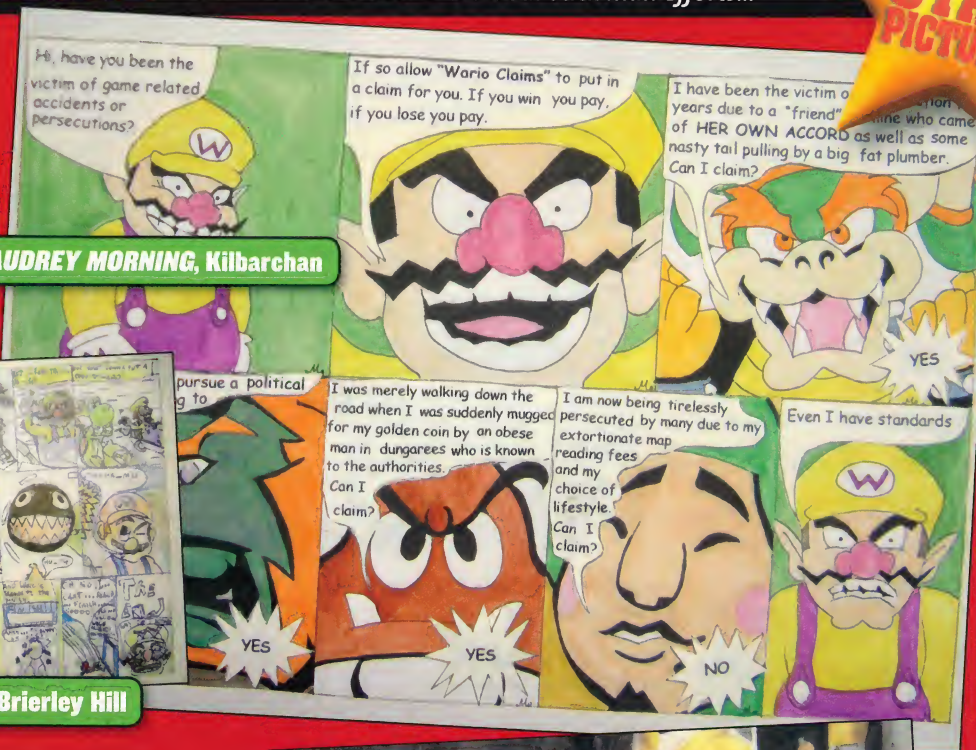 STAR
PICTU
Hi, have you been the
victim of game related
accidents or
persecutions?
W
If so allow "Wario Claims" to put in
a claim for you. If you win you pay,
if you lose you pay.
I have been the victim o
years due to a "friend" mine who came
of HER OWN ACCORD as well as some
nasty tail pulling by a big fat plumber.
Can I claim?
YES
AUDREY MORNING, Kilbarchan
pursue a political
g to
YES
I was merely walking down the
road when I was suddenly mugged
for my golden coin by an obese
man in dungarees who is known
to the authorities.
Can I
claim?
YES
I am now being tirelessly
persecuted by many due to my
extortionate map
reading fees
and my
choice of
lifestyle.
Can I
claim?
NO
Even I have standards
W
Brierley Hill